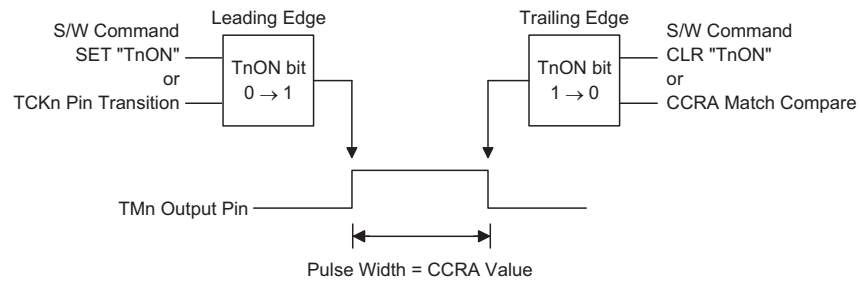 Leading Edge
S/W Command
SET "TnON"
or
TCKn Pin Transition
TnON bit
0 → 1
Trailing Edge
TnON bit
1 → 0
S/W Command
CLR "TnON"
or
CCRA Match Compare
TMn Output Pin
Pulse Width = CCRA Value